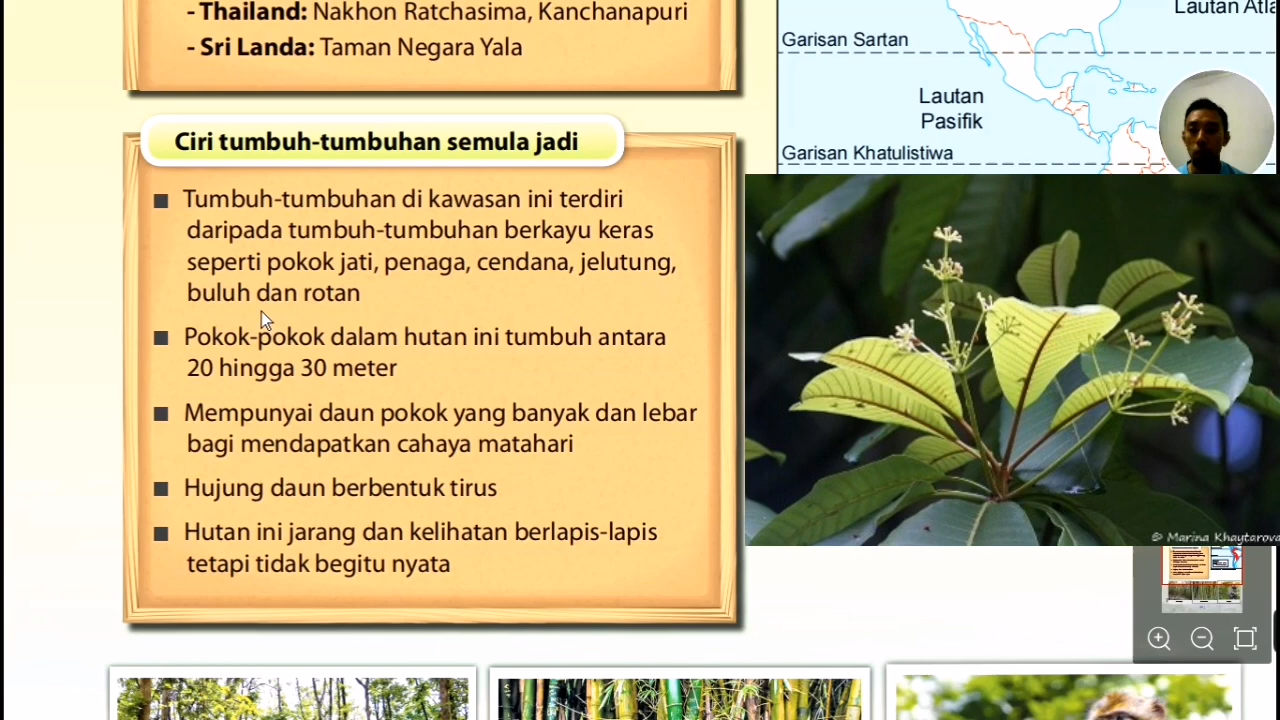 - Thailand: Nakhon Ratchasima, Kanchanapuri
- Sri Landa: Taman Negara Yala
Ciri tumbuh-tumbuhan semula jadi
Tumbuh-tumbuhan di kawasan ini terdiri
daripada tumbuh-tumbuhan berkayu keras
seperti pokok jati, penaga, cendana, jelutung,
buluh dan rotan
Pokok-pokok dalam hutan ini tumbuh antara
20 hingga 30 meter
Mempunyai daun pokok yang banyak dan lebar
bagi mendapatkan cahaya matahari
Hujung daun berbentuk tirus
Hutan ini jarang dan kelihatan berlapis-lapis
tetapi tidak begitu nyata
Lautan Atla
Garisan Sartan
Lautan
Pasifik
Garisan Khatulistiwa
© Marina Khaytarova